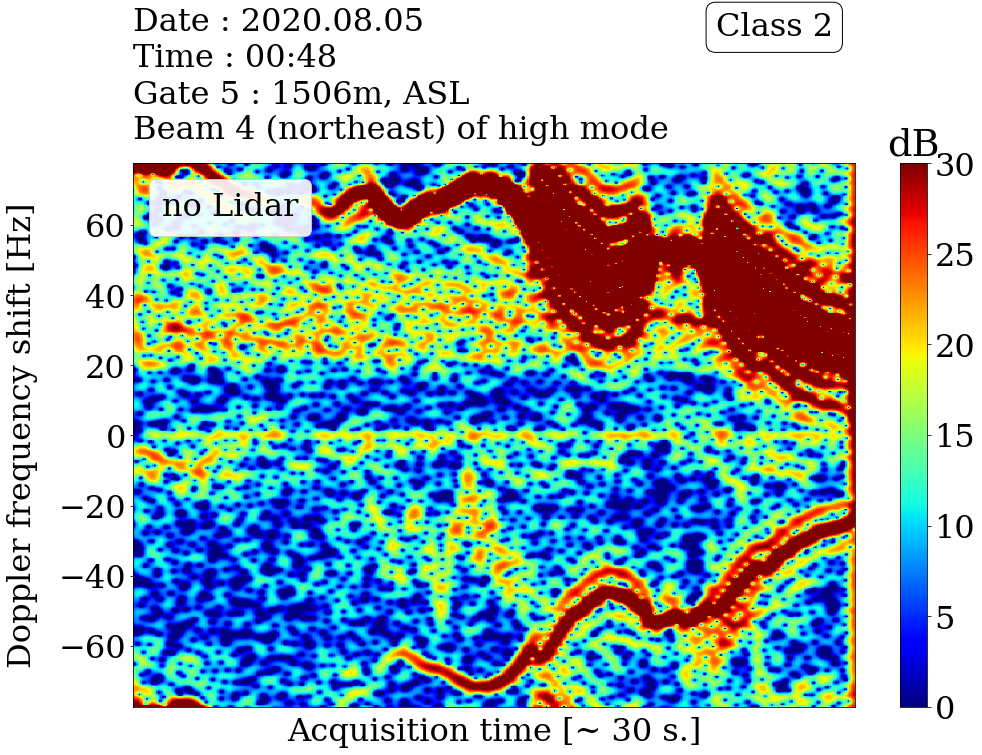 Date : 2020.08.05
Time : 00:48
Gate 5 : 1506m, ASL
Beam 4 (northeast) of high mode
Class 2
no Lidar
dB
30
25
20
15
10
5
0
Doppler frequency shift [Hz]
60
40
20
0
−20
−40
−60
Acquisition time [~ 30 s.]